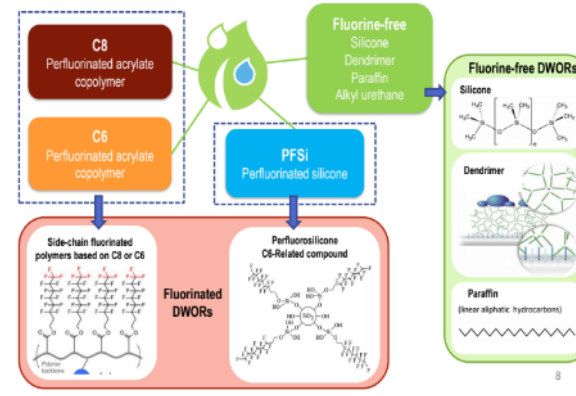 C8
Perfluorinated acrylate
copolymer
C6
Perfluorinated acrylate
copolymer
Fluorine-free
Silicone
Dendrimer
Paraffin
Alkyl urethane
PFSi
Perfluorinated silicone
Fluorine-free DWORs
Silicone
Dendrimer
Paraffin
(linear aliphatic hydrocarbons)
Side-chain fluorinated
polymers based on C8 or C6
Polymer
backbone
Fluorinated
DWORs
Perfluorosilicone
C6-Related compound
8